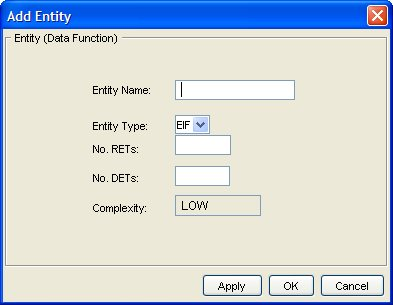 Add Entity
Entity (Data Function)
Entity Name:
Entity Type: EIF
No. RETs:
No. DETs:
Complexity: LOW
Apply OK Cancel